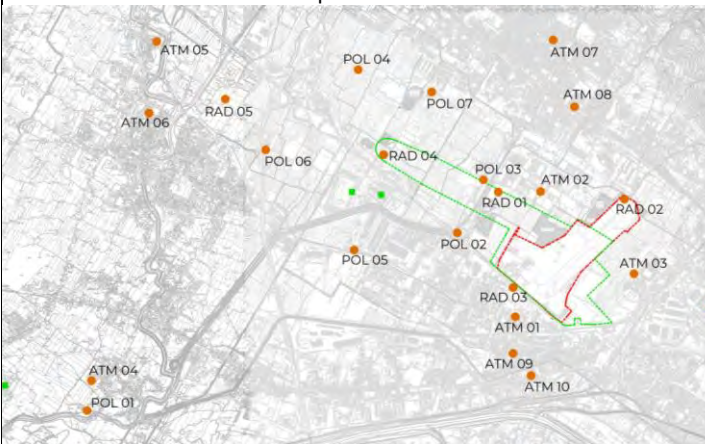 ATM 05
ATM 07
POL 04
POL 07
ATM 08
RAD 05
ATM 06
POL 06
RAD 04
POL 03
RAD 01
ATM 02
RAD 02
POL 02
POL 05
ATM 03
RAD 03
ATM 01
ATM 09
ATM 04
ATM 10
POL 01